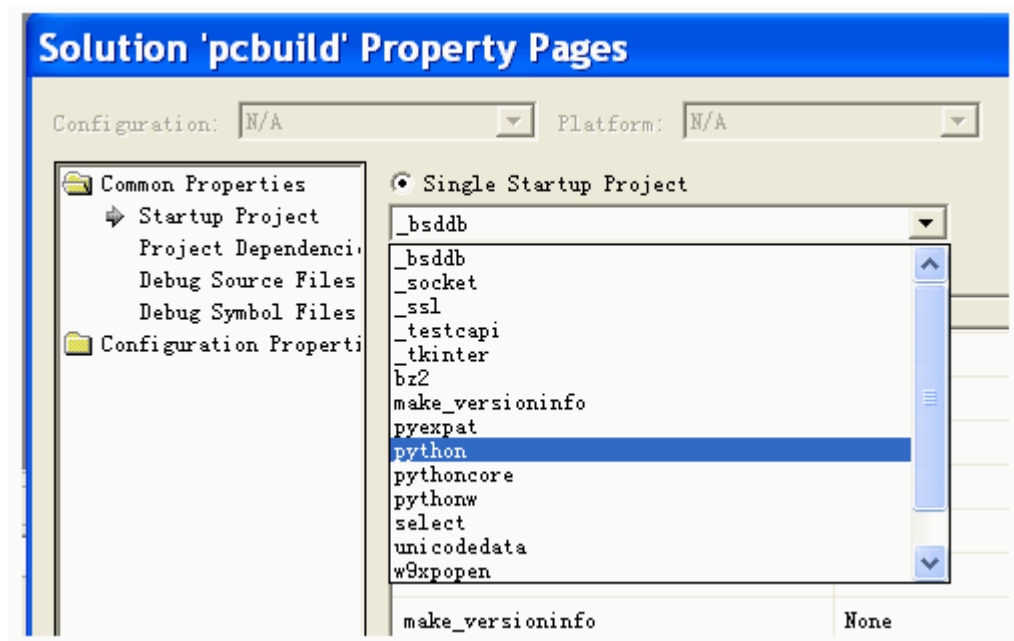 Solution 'pcbuild' Property Pages
Configuration: N/A Platform: N/A
Common Properties
Startup Project
Project Dependenci
Debug Source Files
Debug Symbol Files
Configuration Properti
Single Startup Project
_bsddb
_bsddb
_socket
_ssl
_testcapi
_tkinter
bz2
make_versioninfo
pyexpat
python
pythoncore
pythonw
select
unicodedata
w9xpopen
make_versioninfo None